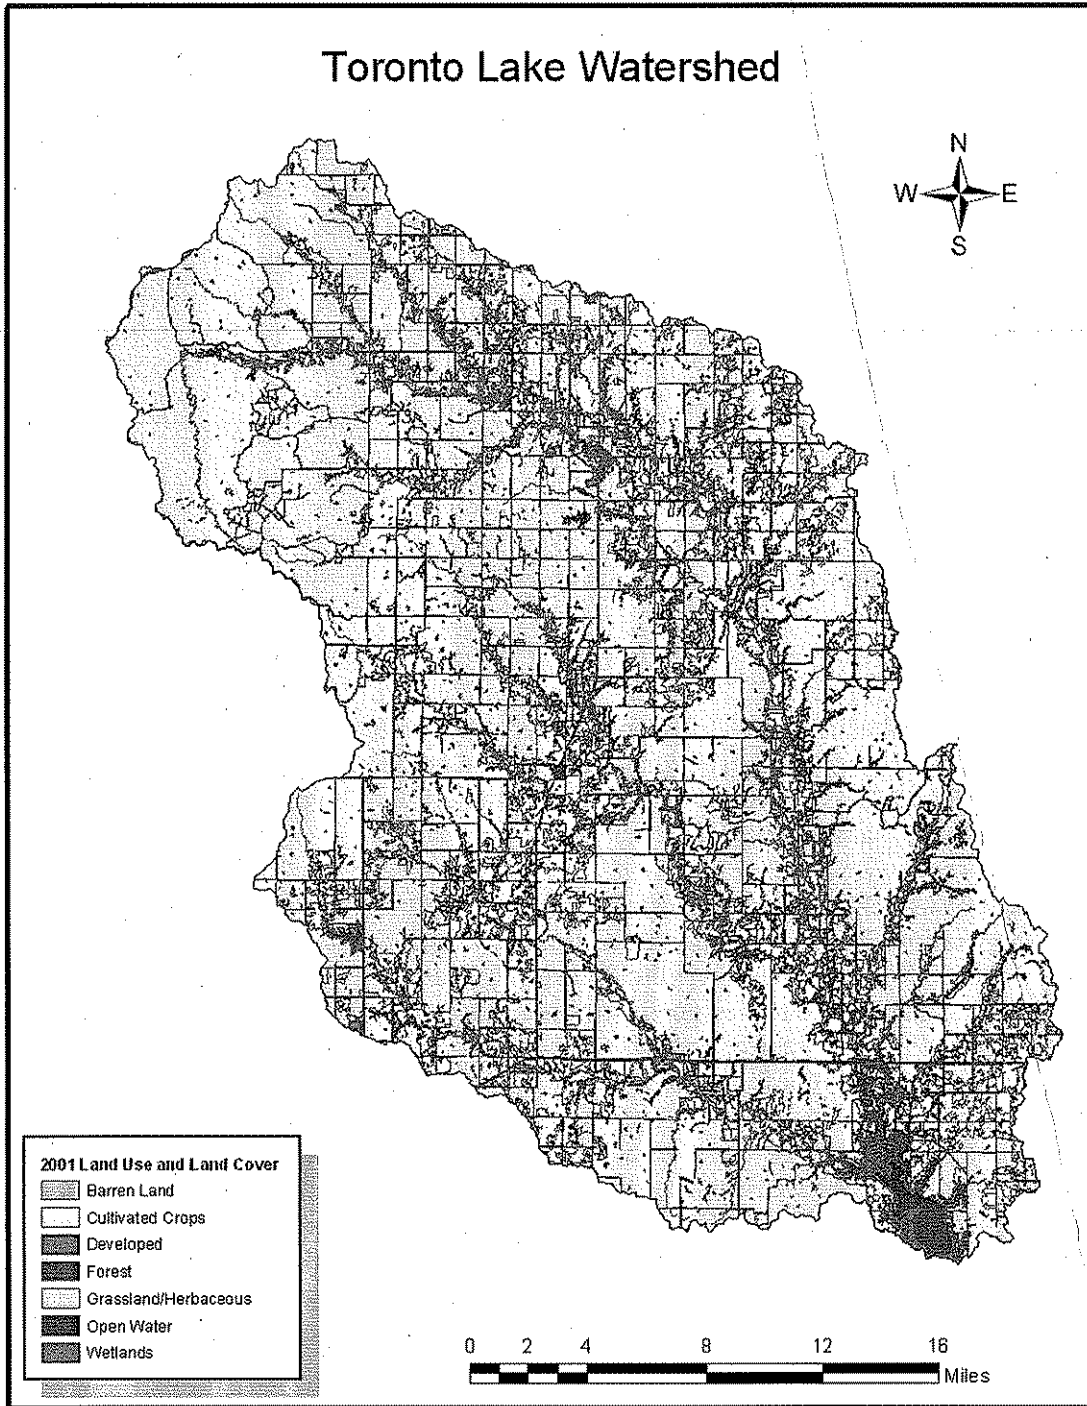 Toronto Lake Watershed
N
W E
S
2001 Land Use and Land Cover
Barren Land
Cultivated Crops
Developed
Forest
Grassland/Herbaceous
Open Water
Wetlands
0 2 4 8 12 16
Miles